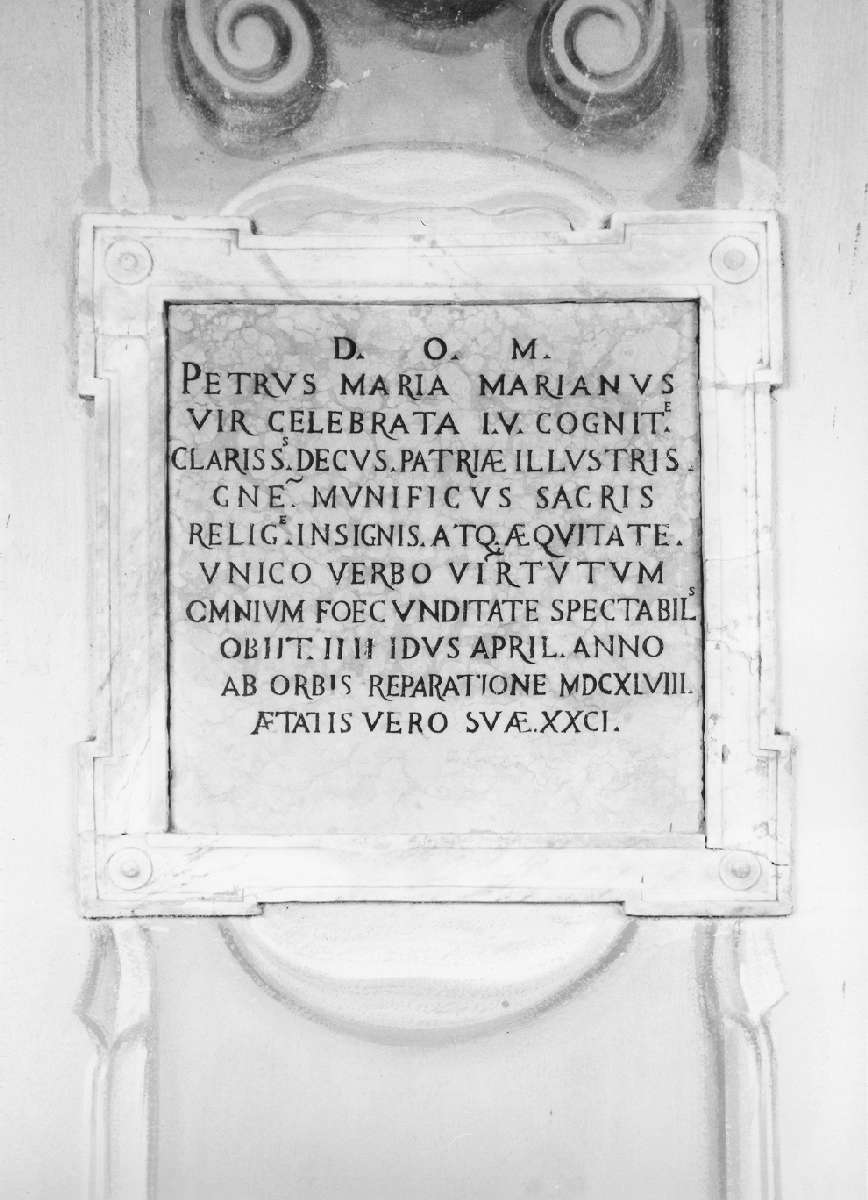 D. O. M.
PETRVS MARIA MARIANVS
VIR CELEBRATA I.V. COGNIT.E
CLARISS.S DECVS. PATRIÆ ILLVSTRIS.
GNE~. MVNIFICVS SACRIS
RELIG.E INSIGNIS. ATQ. ÆQVITATE.
VNICO VERBO VIRTVTVM
OMNIVM FOECVNDITATE SPECTABIL.S
OBIIT. IIII IDVS APRIL. ANNO
AB ORBIS REPARATIONE MDCXLVIII.
ÆTATIS VERO SVÆ. XXCI.